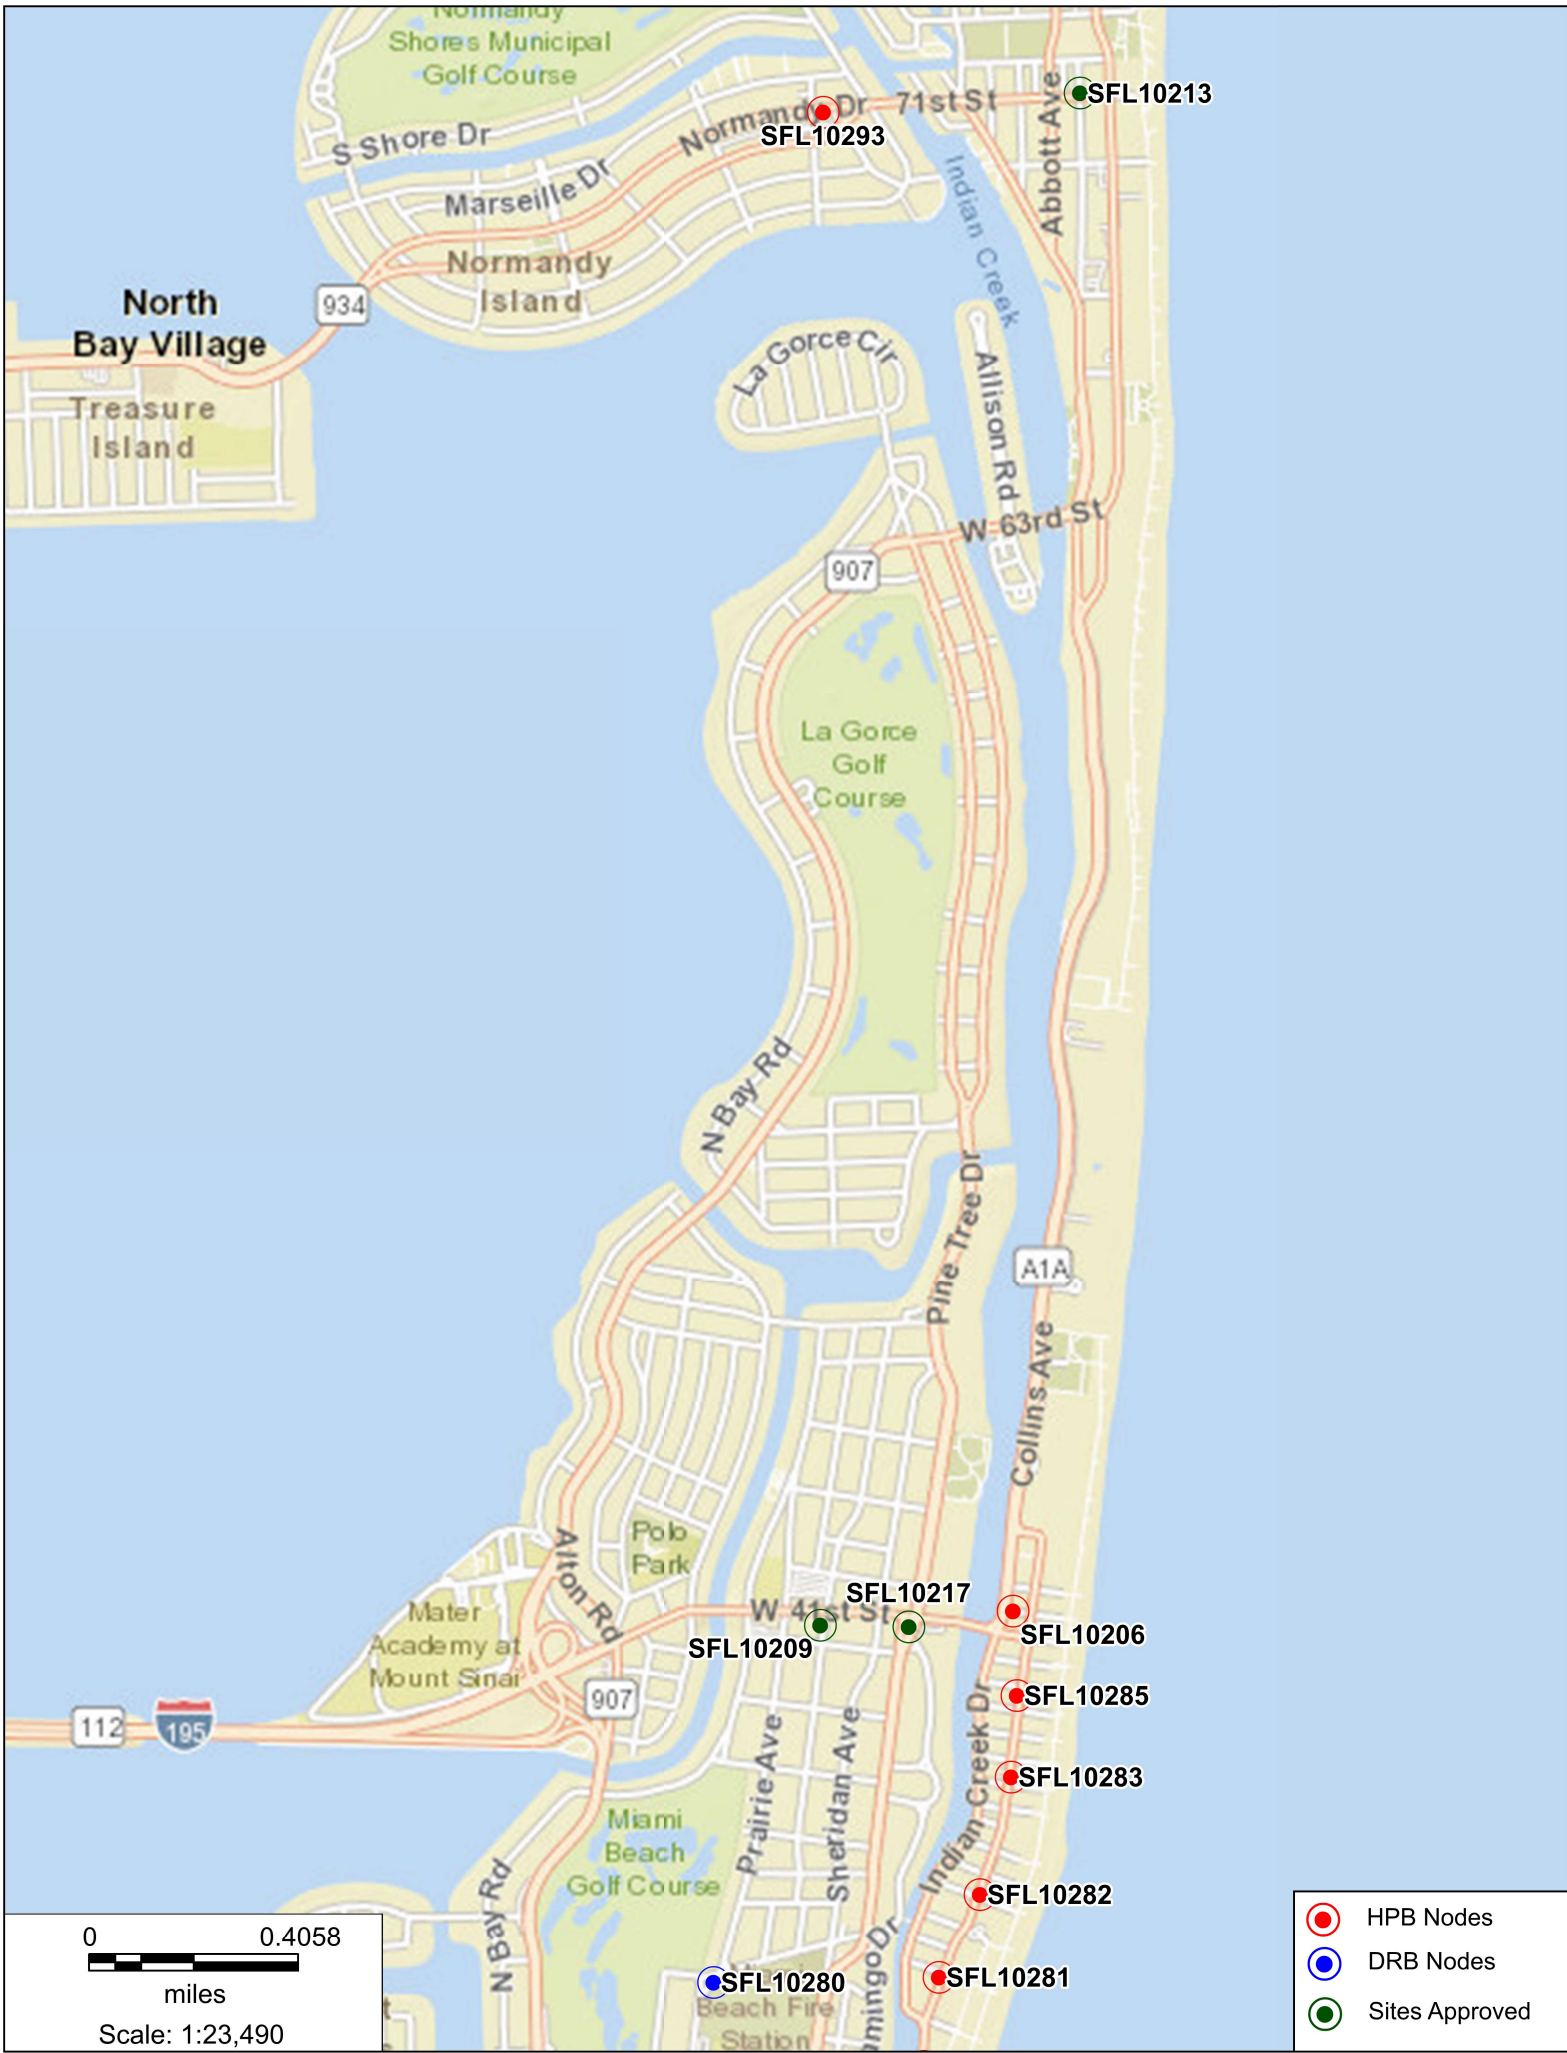 Normandy
Shores Municipal
Golf Course
S Shore Dr
Normandy Dr
71st St
Abbott Ave
SFL10213
SFL10293
Marseille Dr
Indian Creek
Normandy
Island
934
North
Bay Village
Treasure
Island
La Gorce Cir
Allison Rd
W 63rd St
907
La Gorce
Golf
Course
N Bay Rd
Pine Tree Dr
A1A
Collins Ave
Polo
Park
Alton Rd
Mater
Academy at
Mount Sinai
W 41st St
SFL10217
SFL10209
SFL10206
SFL10285
907
112
195
Prairie Ave
Sheridan Ave
Indian Creek Dr
SFL10283
Miami
Beach
Golf Course
N Bay Rd
SFL10282
SFL10281
SFL10280
Beach Fire
Station
mingo Dr
0 0.4058
miles
Scale: 1:23,490
HPB Nodes
DRB Nodes
Sites Approved